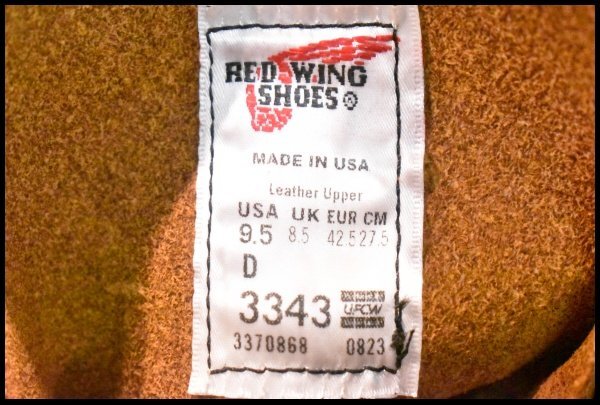 RED WING
SHOES®
MADE IN USA
Leather Upper
USA UK EUR CM
9.5 8.5 42.5 27.5
D
3343 UFCW
3370868 0823